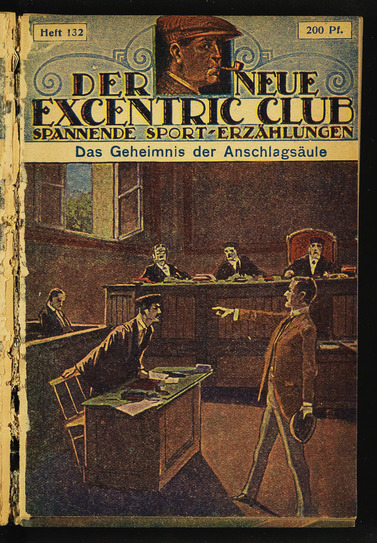 Heft 132
200 Pf.
DER NEUE
EXCENTRIC CLUB
SPANNENDE SPORT-ERZÄHLUNGEN
Das Geheimnis der Anschlagsäule